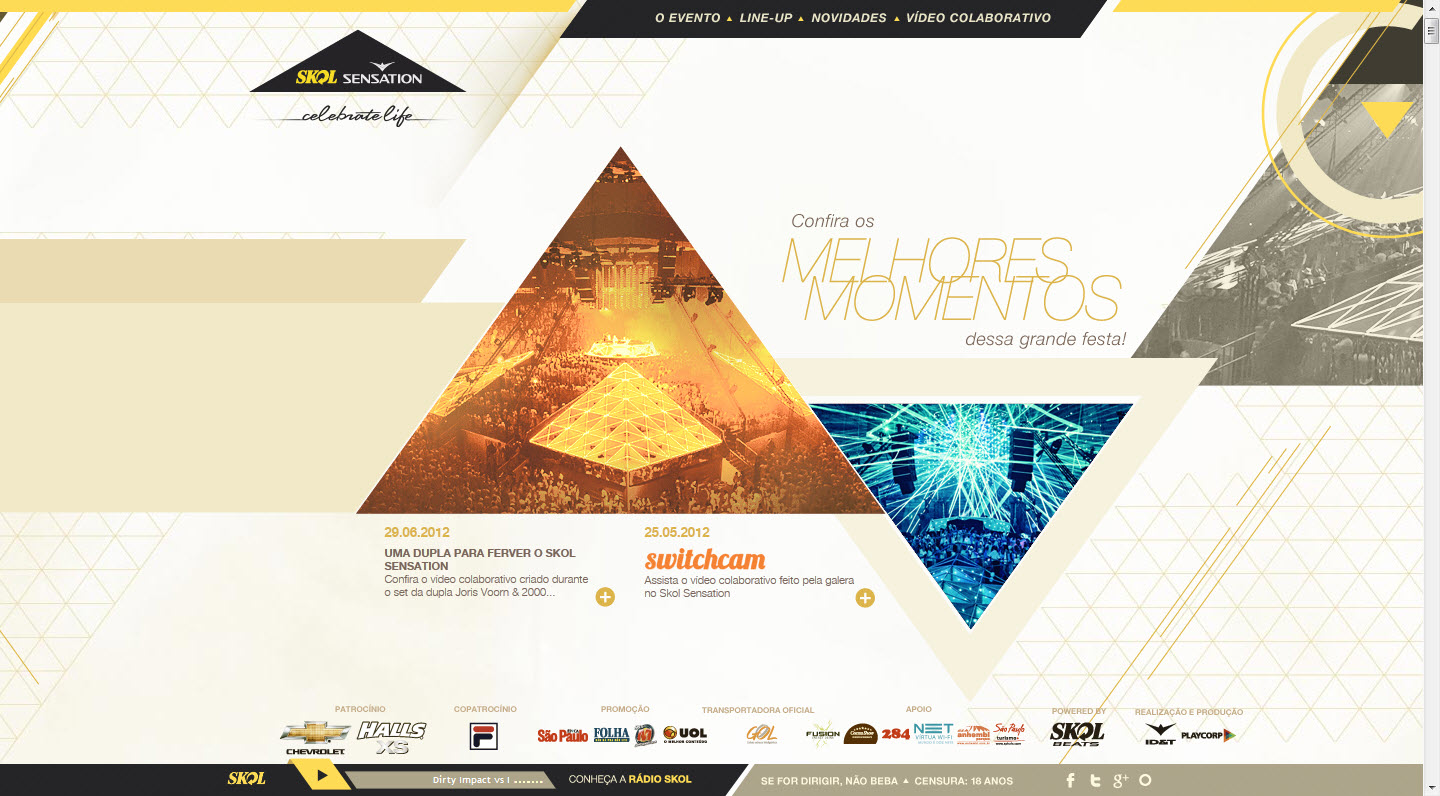 O EVENTO LINE-UP NOVIDADES VÍDEO COLABORATIVO
SKOL SENSATION
celebrate life
Confira os
MELHORES
MOMENTOS
dessa grande festa!
29.06.2012
UMA DUPLA PARA FERVER O SKOL
SENSATION
Confira o vídeo colaborativo criado durante
o set da dupla Joris Voorn & 2000...
25.05.2012
switchcam
Assista o vídeo colaborativo feito pela galera
no Skol Sensation
PATROCÍNIO
CHEVROLET
HALLS
XS
COPATROCÍNIO
PROMOÇÃO
São Paulo
FOLHA
UOL
O MELHOR CONTEÚDO
TRANSPORTADORA OFICIAL
GOL
APOIO
FUSION
284
NET
VIRTUA WI-FI
anhembi
São Paulo
turismo
POWERED BY
SKOL
BEATS
REALIZAÇÃO E PRODUÇÃO
ID&T
PLAYCORP
SKOL
Dirty Impact vs I .......
CONHEÇA A RÁDIO SKOL
SE FOR DIRIGIR, NÃO BEBA CENSURA: 18 ANOS